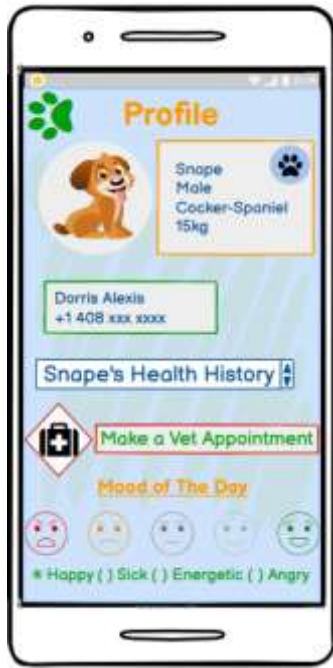 Profile
Snape
Male
Cocker-Spaniel
15kg
Dorris Alexis
+1 408 xxx xxxx
Snape's Health History
Make a Vet Appointment
Mood of The Day
* Happy ( ) Sick ( ) Energetic ( ) Angry